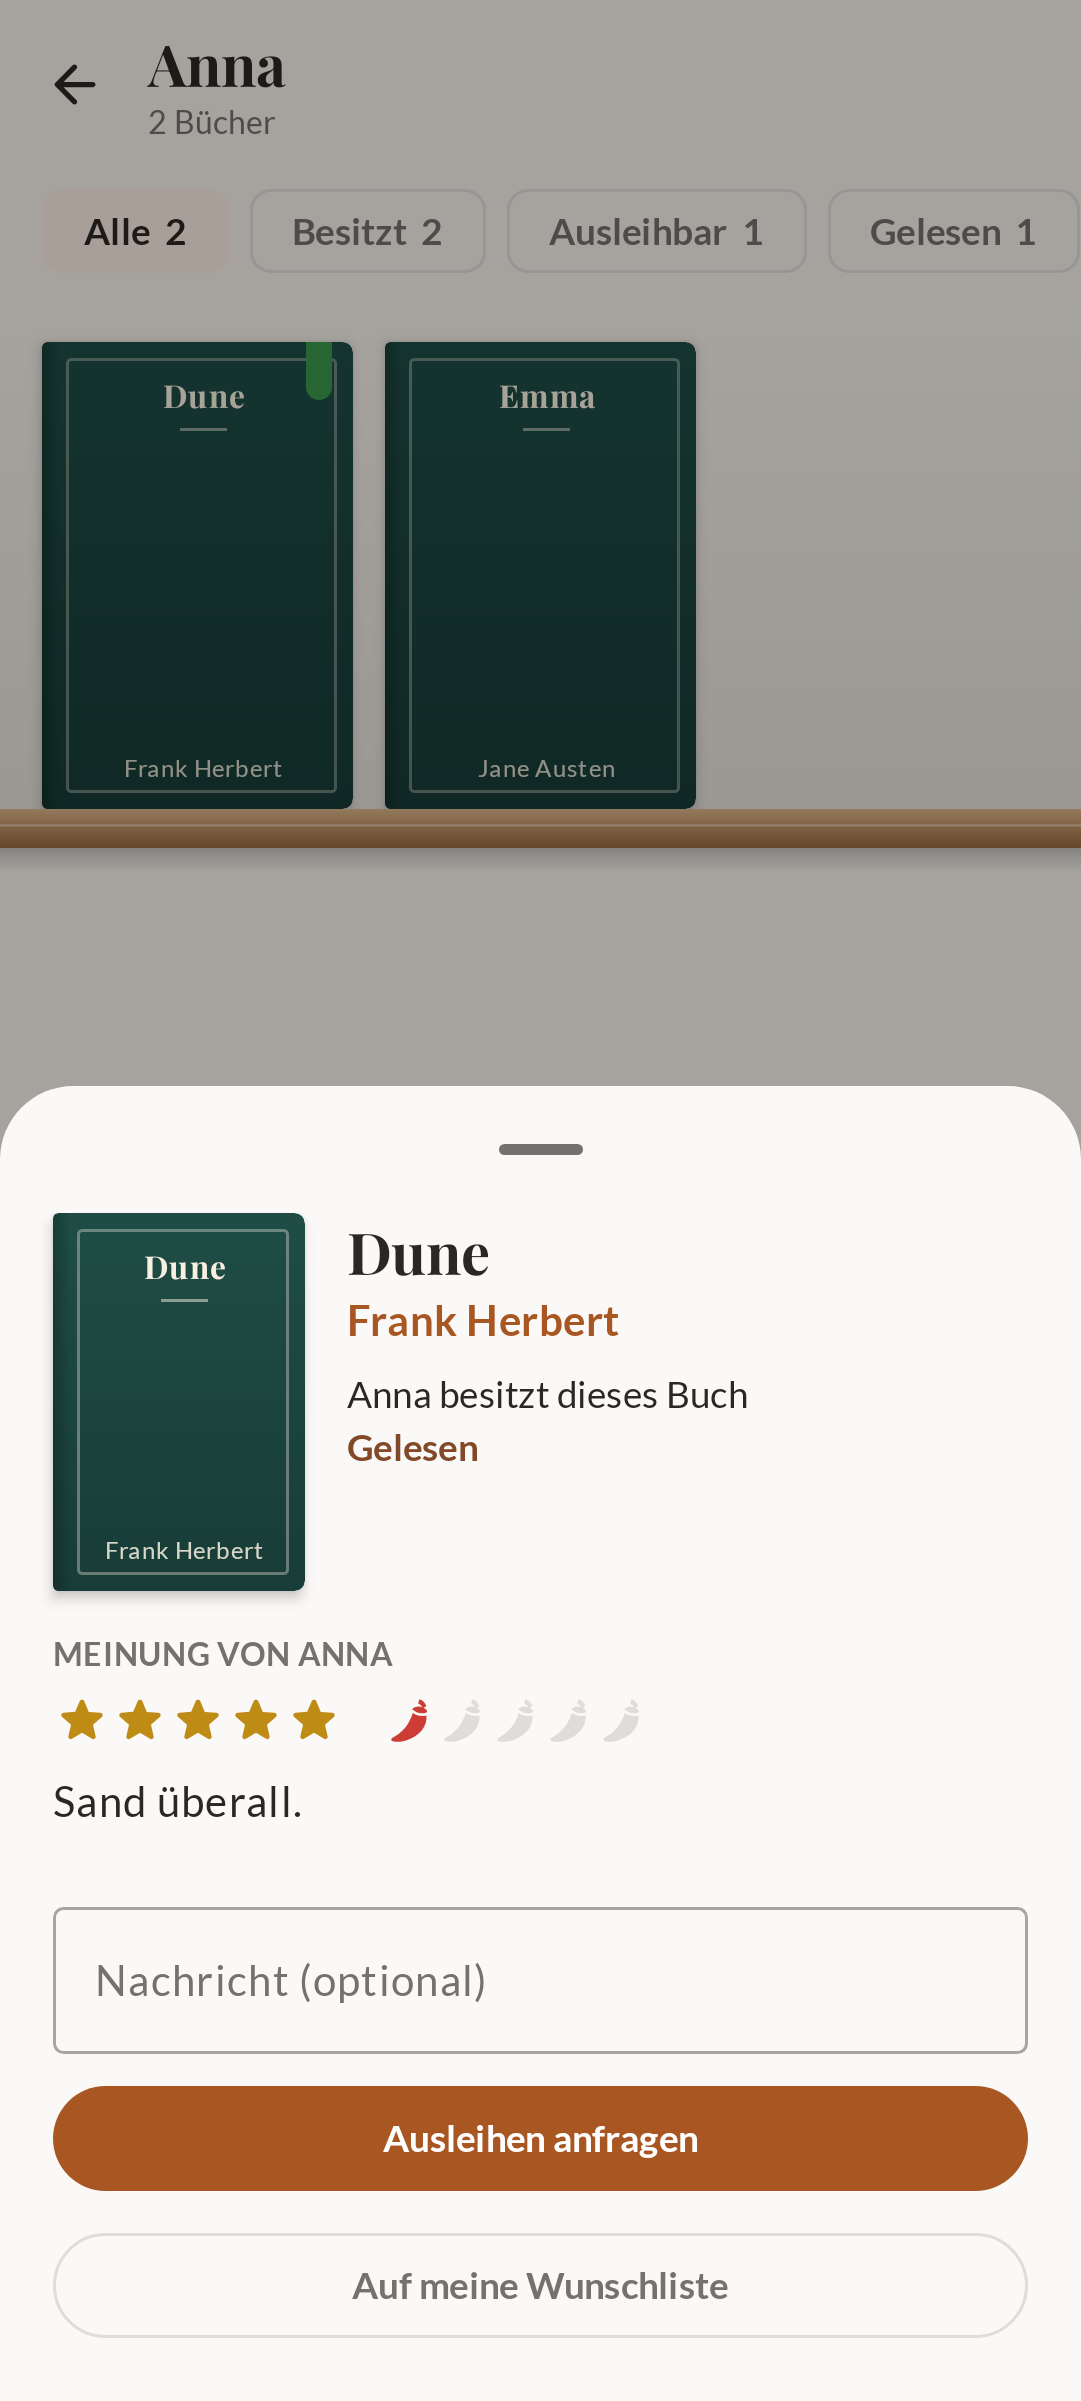 Anna
2 Bücher
Alle 2
Besitzt 2
Ausleihbar 1
Gelesen 1
Dune
Frank Herbert
Emma
Jane Austen
Dune
Frank Herbert
Dune
Frank Herbert
Anna besitzt dieses Buch
Gelesen
MEINUNG VON ANNA
Sand überall.
Nachricht (optional)
Ausleihen anfragen
Auf meine Wunschliste